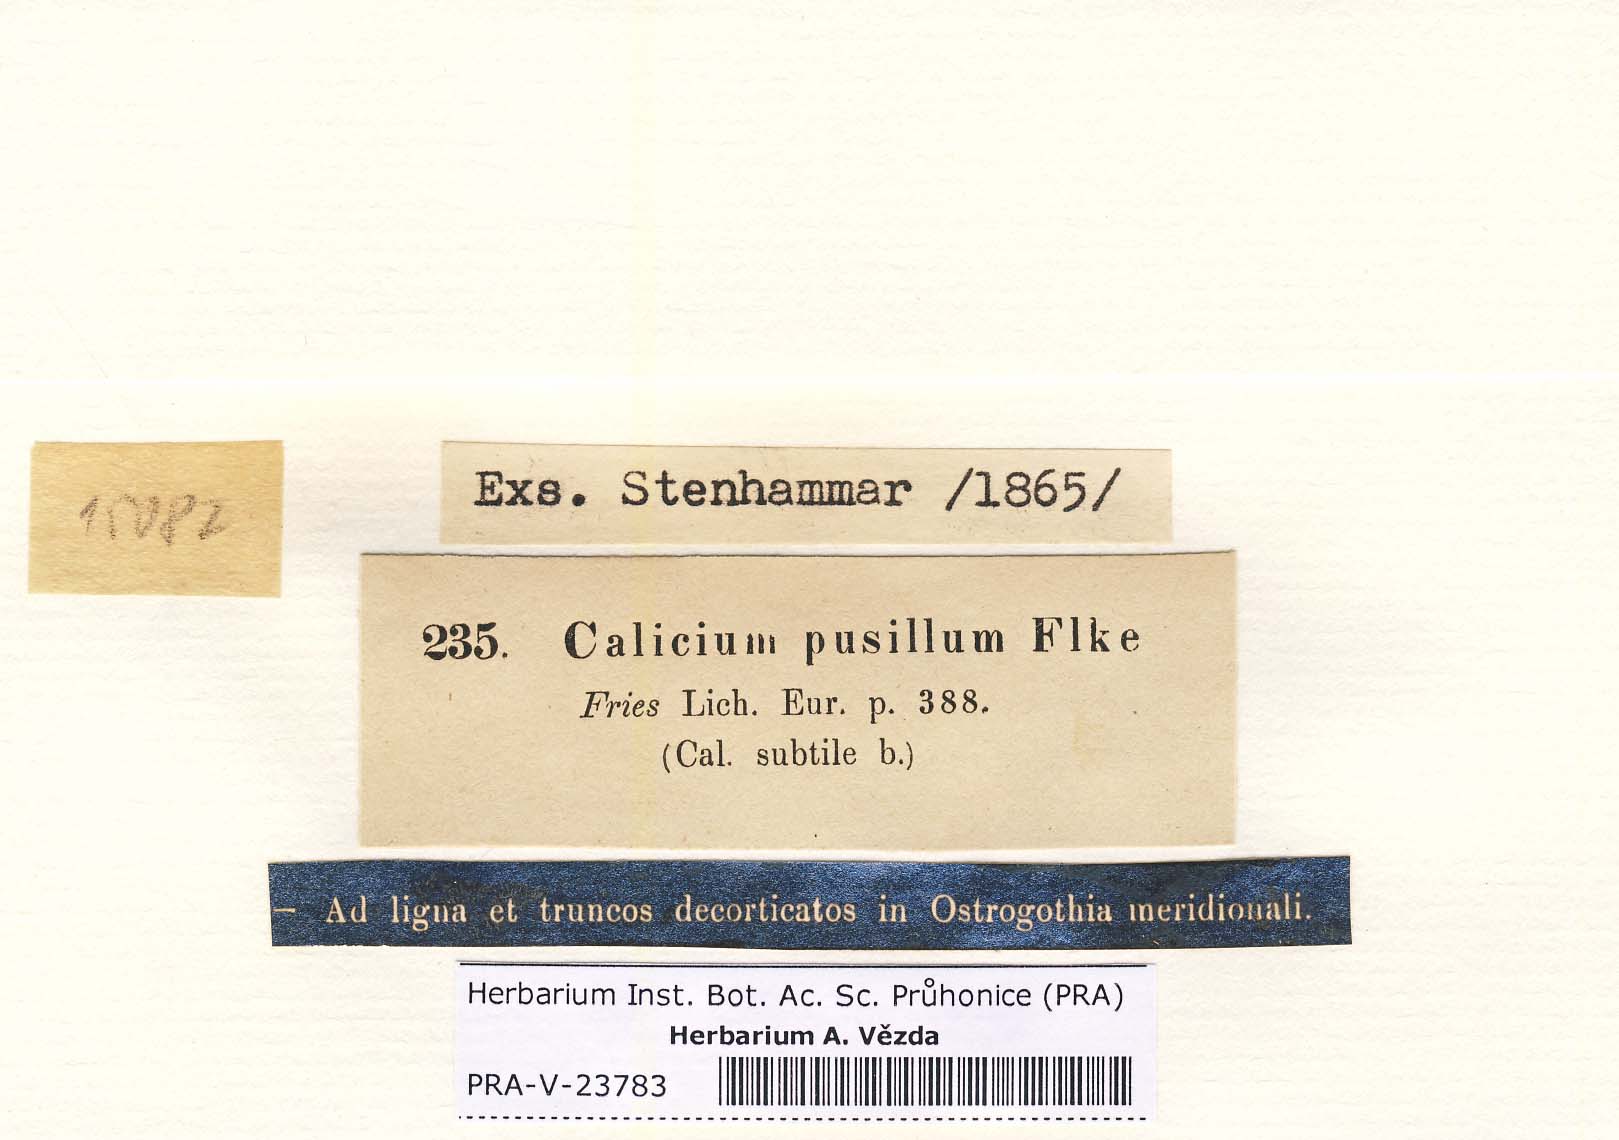 15082
Exs. Stenhammar /1865/
235. Calicium pusillum Flke
Fries Lich. Eur. p. 388.
(Cal. subtile b.)
— Ad ligna et truncos decorticatos in Ostrogothia meridionali.
Herbarium Inst. Bot. Ac. Sc. Průhonice (PRA)
Herbarium A. Vězda
PRA-V-23783